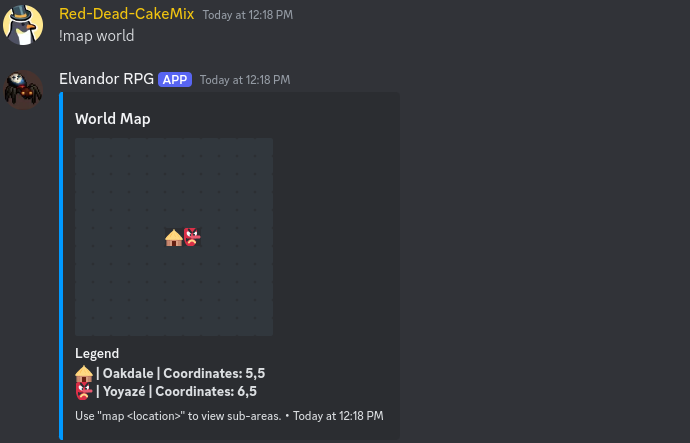 Red-Dead-CakeMix Today at 12:18 PM
!map world
Elvandor RPG APP Today at 12:18 PM
World Map
Legend
| Oakdale | Coordinates: 5,5
| Yoyazé | Coordinates: 6,5
Use "map <location>" to view sub-areas. • Today at 12:18 PM